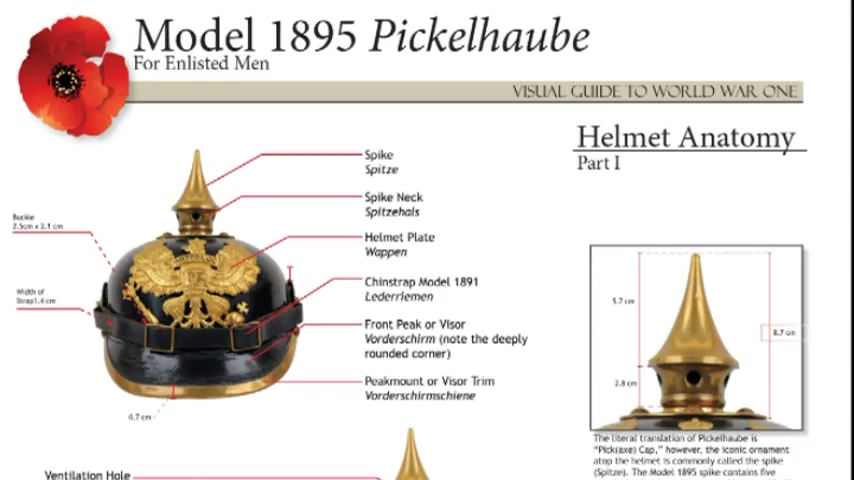 Model 1895 Pickelhaube
For Enlisted Men
VISUAL GUIDE TO WORLD WAR ONE
Helmet Anatomy
Part I
Spike
Spitze
Spike Neck
Spitzehals
Helmet Plate
Wappen
Chinstrap Model 1891
Lederriemen
Front Peak or Visor
Vorderschirm (note the deeply
rounded corner)
Peakmount or Visor Trim
Vorderschirmschiene
Buckle
2.5cm x 2.1 cm
Width of
Strap1.4 cm
0.7 cm
Ventilation Hole
5.7 cm
8.7 cm
2.8 cm
The literal translation of Pickelhaube is
"Pick(axe) Cap," however, the iconic ornament
atop the helmet is commonly called the spike
(Spitze). The Model 1895 spike contains five